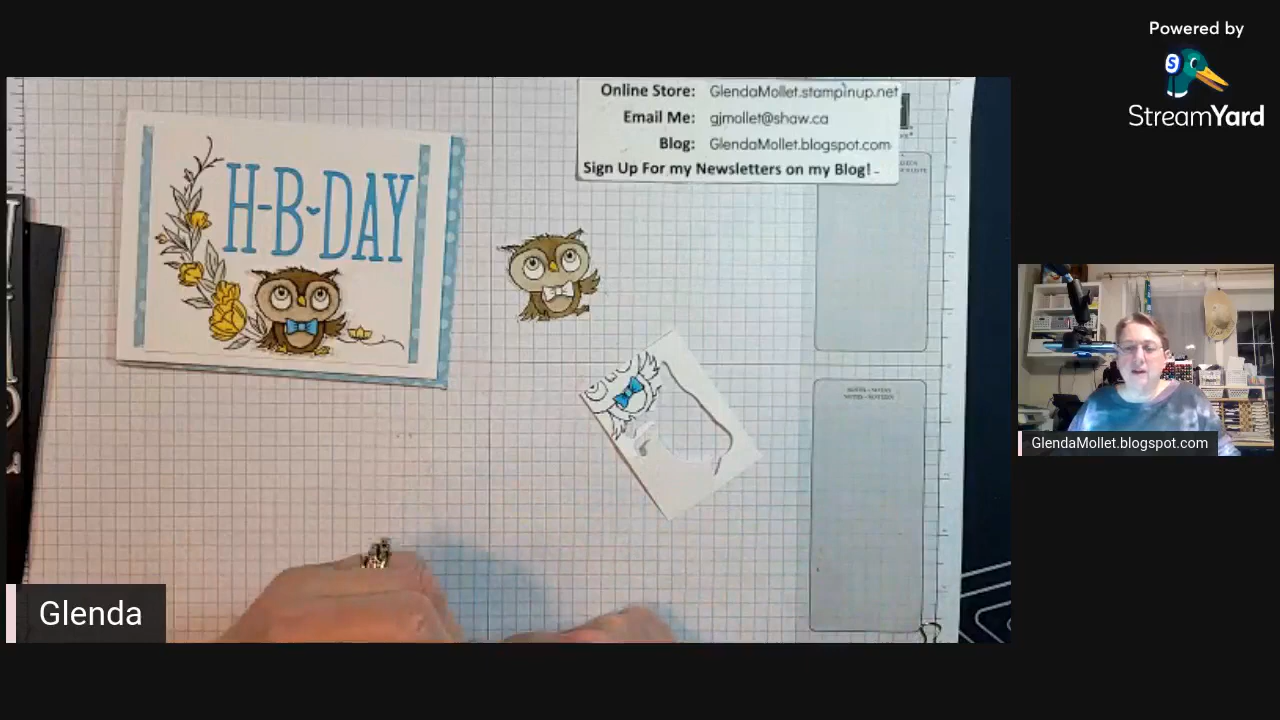 Powered by
S
StreamYard
Online Store: GlendaMollet.stampinup.net
Email Me: gjmollet@shaw.ca
Blog: GlendaMollet.blogspot.com
Sign Up For my Newsletters on my Blog!
H-B-DAY
GlendaMollet.blogspot.com
Glenda